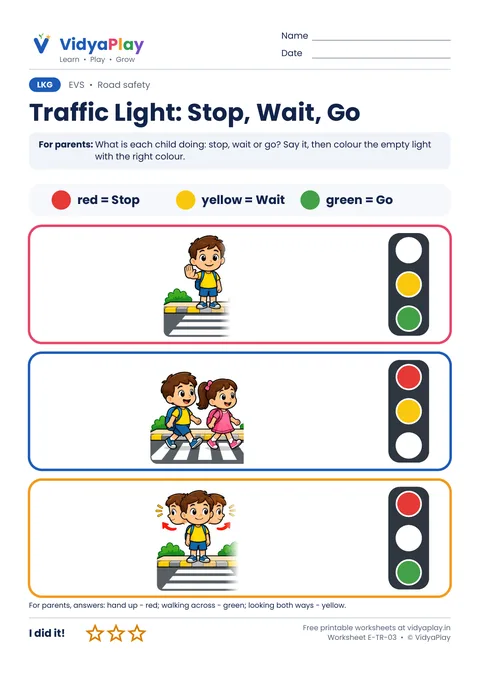 VidyaPlay
Learn • Play • Grow
Name
Date
LKG EVS • Road safety
Traffic Light: Stop, Wait, Go
For parents: What is each child doing: stop, wait or go? Say it, then colour the empty light
with the right colour.
red = Stop yellow = Wait green = Go
For parents, answers: hand up - red; walking across - green; looking both ways - yellow.
I did it!
Free printable worksheets at vidyaplay.in
Worksheet E-TR-03 • © VidyaPlay